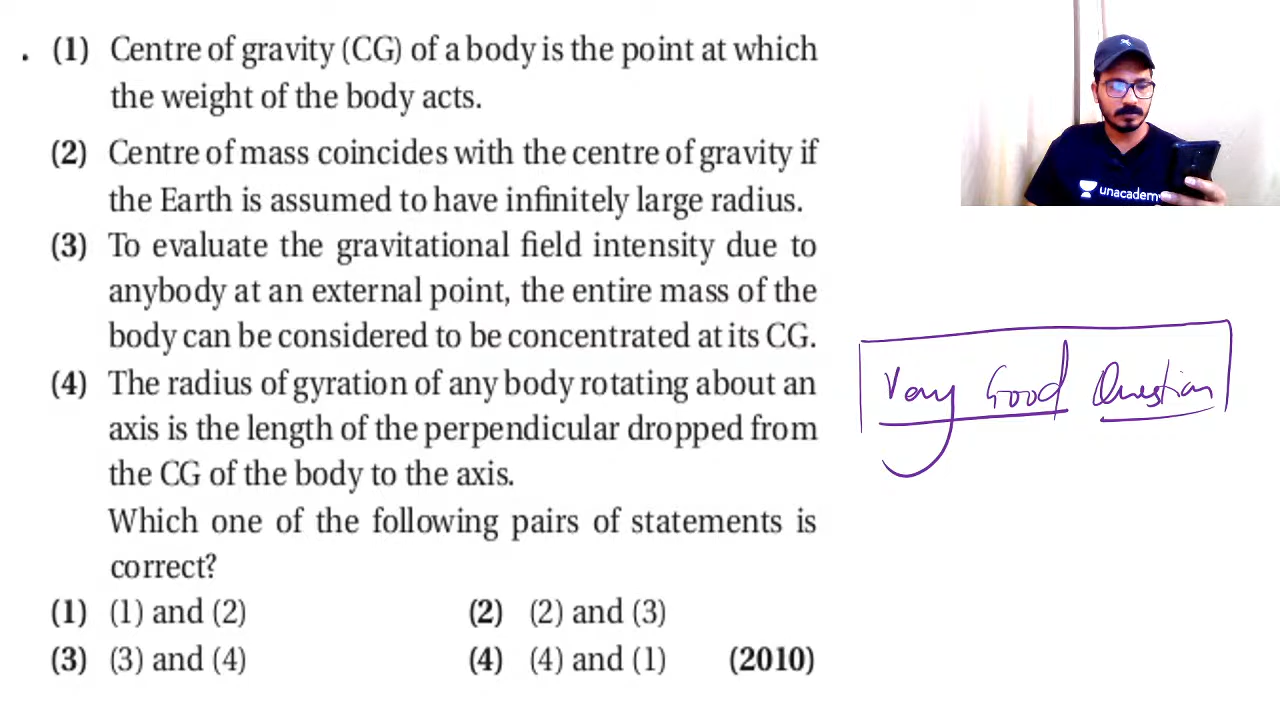 . (1) Centre of gravity (CG) of a body is the point at which
the weight of the body acts.
(2) Centre of mass coincides with the centre of gravity if
the Earth is assumed to have infinitely large radius.
(3) To evaluate the gravitational field intensity due to
anybody at an external point, the entire mass of the
body can be considered to be concentrated at its CG.
(4) The radius of gyration of any body rotating about an
axis is the length of the perpendicular dropped from
the CG of the body to the axis.
Which one of the following pairs of statements is
correct?
(1) (1) and (2) (2) (2) and (3)
(3) (3) and (4) (4) (4) and (1) (2010)
unacademy
Very Good Question